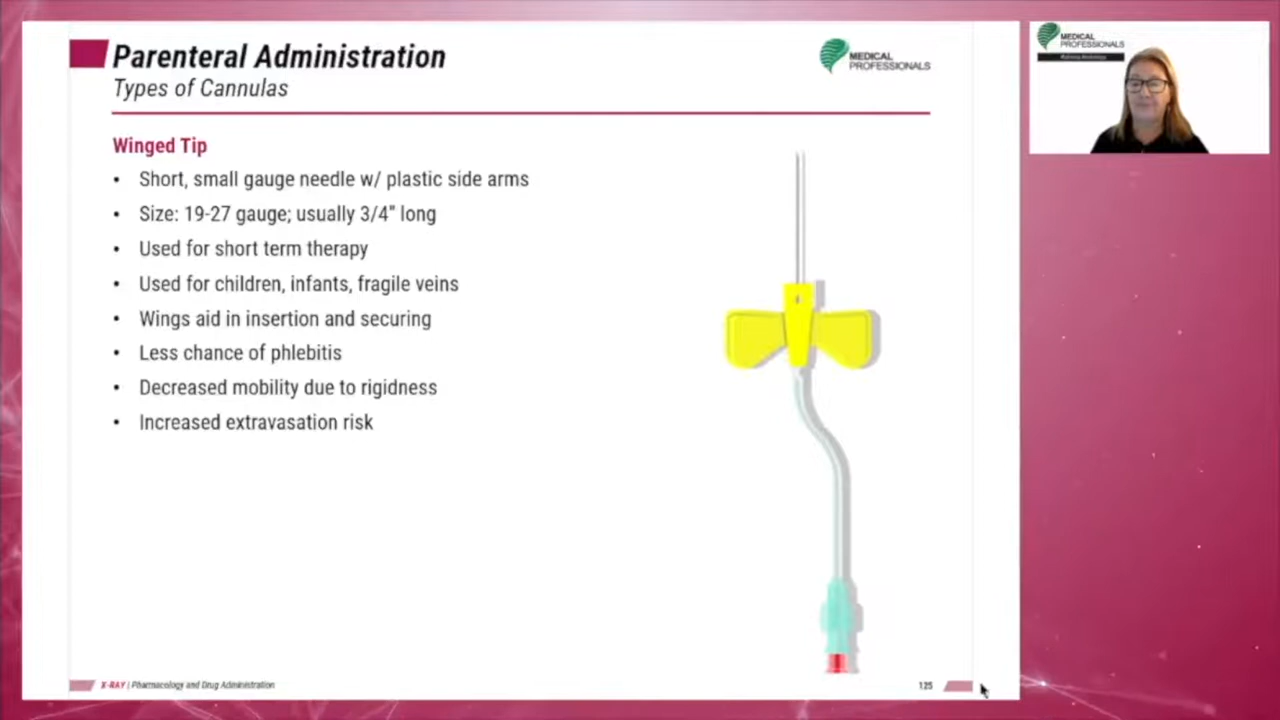 Parenteral Administration
Types of Cannulas
MEDICAL
PROFESSIONALS
Winged Tip
• Short, small gauge needle w/ plastic side arms
• Size: 19-27 gauge; usually 3/4" long
• Used for short term therapy
• Used for children, infants, fragile veins
• Wings aid in insertion and securing
• Less chance of phlebitis
• Decreased mobility due to rigidness
• Increased extravasation risk
X-RAY | Pharmacology and Drug Administration
125
MEDICAL
PROFESSIONALS